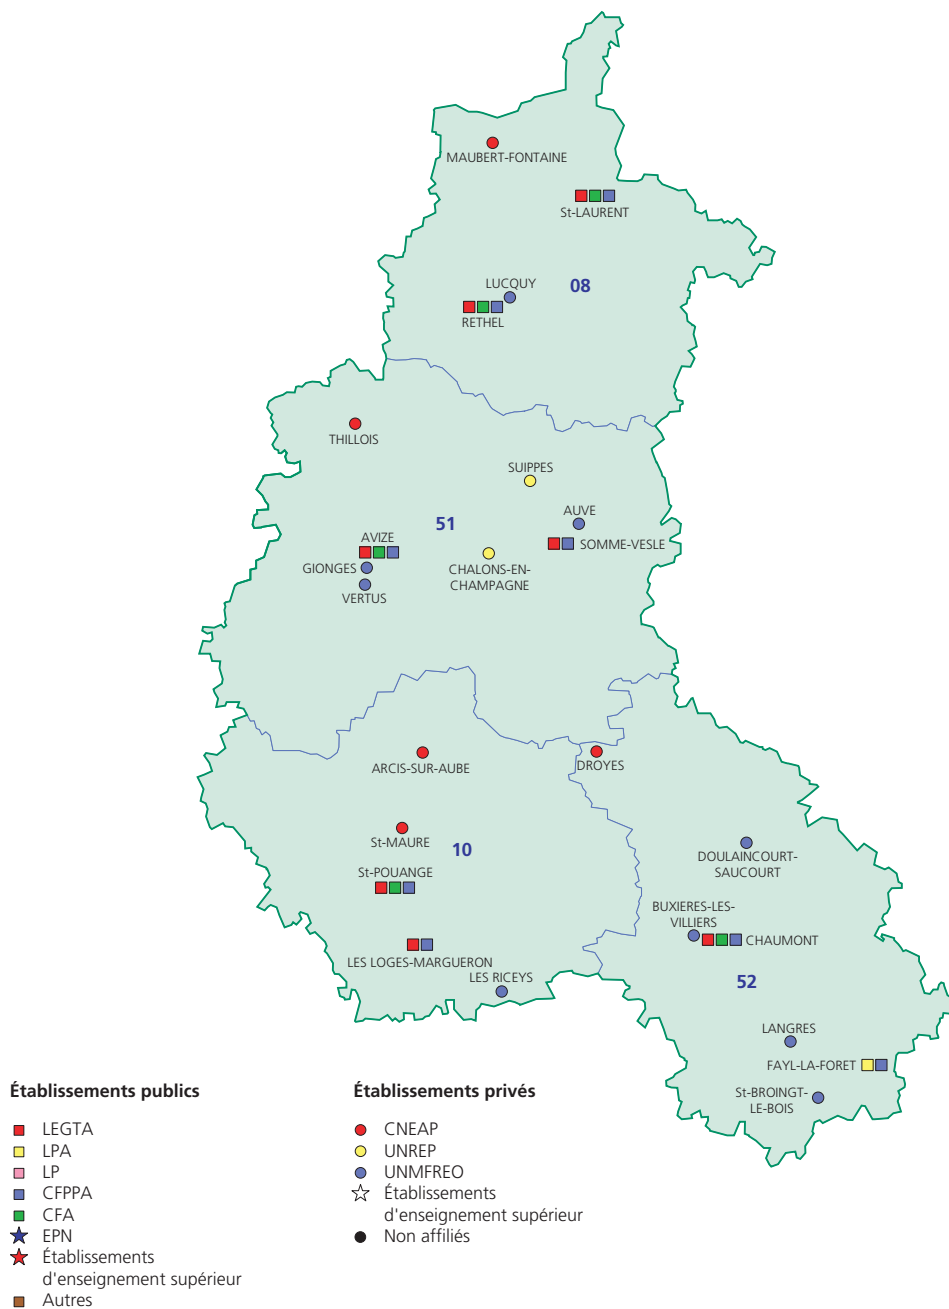 MAUBERT-FONTAINE
St-LAURENT
LUCQUY
08
RETHEL
THILLOIS
SUIPPES
51
AUVE
AVIZE
SOMME-VESLE
GIONGES
CHALONS-EN-
CHAMPAGNE
VERTUS
ARCIS-SUR-AUBE
DROYES
St-MAURE
10
DOULAINCOURT-
SAUCOURT
St-POUANGE
BUXIERES-LES-
VILLIERS
CHAUMONT
LES LOGES-MARGUERON
LES RICEYS
52
LANGRES
FAYL-LA-FORET
St-BROINGT-
LE-BOIS
Établissements publics
LEGTA
LPA
LP
CFPPA
CFA
EPN
Établissements
d'enseignement supérieur
Autres
Établissements privés
CNEAP
UNREP
UNMFREO
Établissements
d'enseignement supérieur
Non affiliés